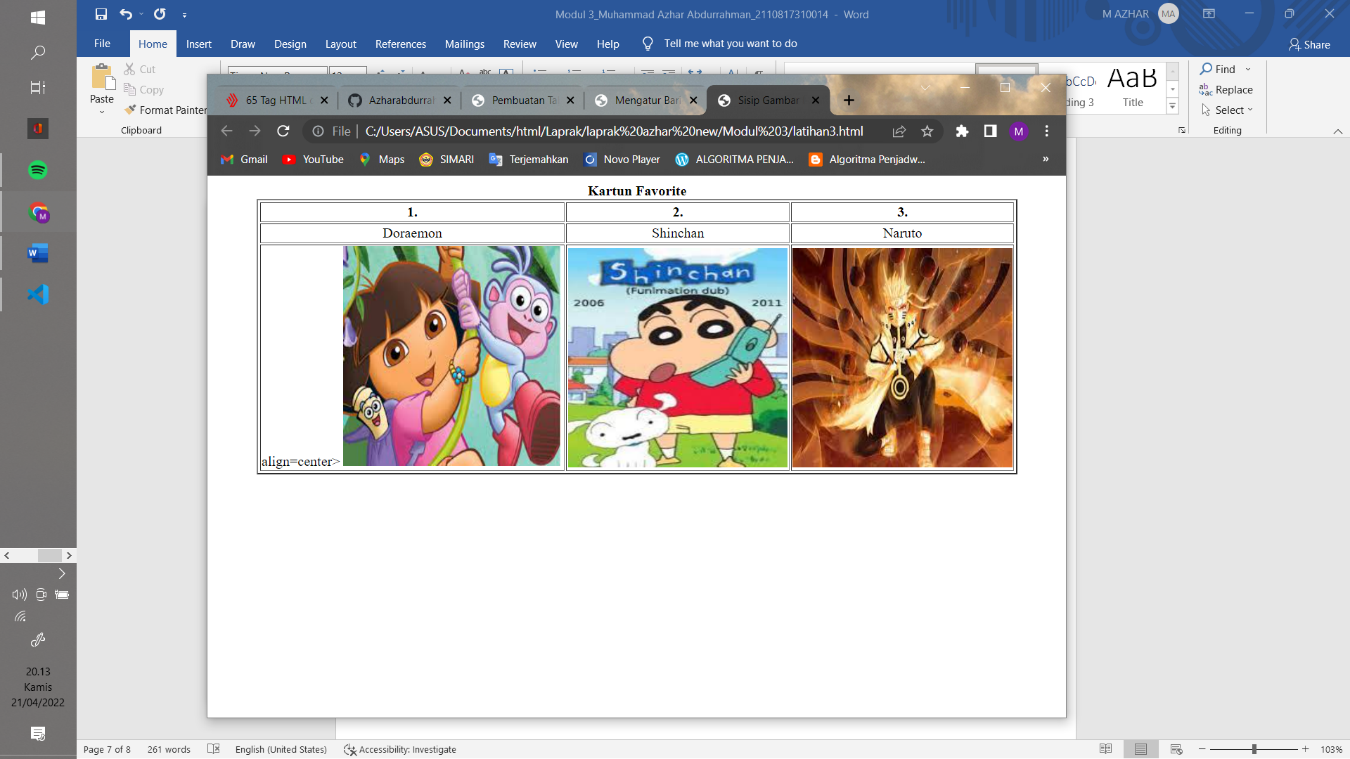 Modul 3_Muhammad Azhar Abdurrahman_2110817310014 - Word
M AZHAR MA
File Home Insert Draw Design Layout References Mailings Review View Help Tell me what you want to do Share
Paste
Cut
Copy
Format Painter
Clipboard
Title
Find
Replace
Select
Editing
65 Tag HTML
Azharabdurral
Pembuatan Ta
Mengatur Bar
Sisip Gambar
File | C:/Users/ASUS/Documents/html/Laprak/laprak%20azhar%20new/Modul%203/latihan3.html
M
Gmail YouTube Maps SIMARI Terjemahkan Novo Player ALGORITMA PENJA... Algoritma Penjadw... »
Kartun Favorite
1. 2. 3.
Doraemon Shinchan Naruto
Shinchan
(Funimation dub)
2006 2011
align=center>
20.13
Kamis
21/04/2022
Page 7 of 8 261 words English (United States) Accessibility: Investigate 103%